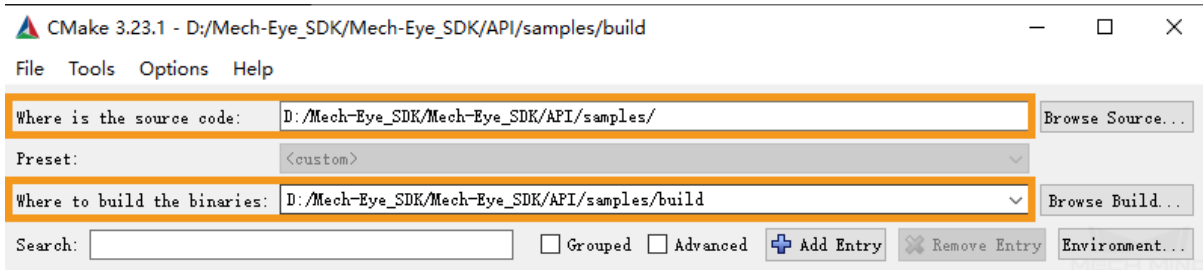 CMake 3.23.1 - D:/Mech-Eye_SDK/Mech-Eye_SDK/API/samples/build
File Tools Options Help
Where is the source code: D:/Mech-Eye_SDK/Mech-Eye_SDK/API/samples/ Browse Source...
Preset: <custom>
Where to build the binaries: D:/Mech-Eye_SDK/Mech-Eye_SDK/API/samples/build Browse Build...
Search: Grouped Advanced Add Entry Remove Entry Environment...